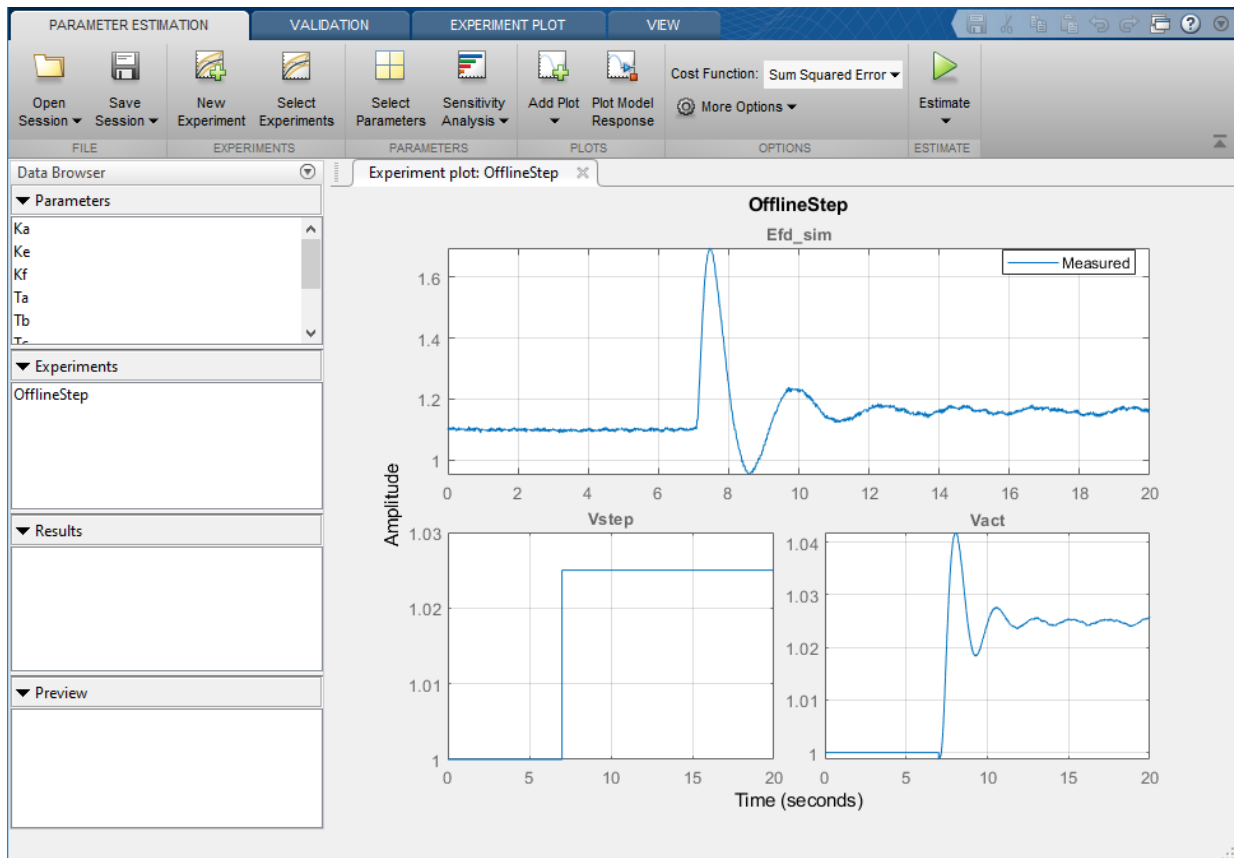 PARAMETER ESTIMATION VALIDATION EXPERIMENT PLOT VIEW
Open Session Save Session New Experiment Select Experiments Select Parameters Sensitivity Analysis Add Plot Plot Model Response
Cost Function: Sum Squared Error
More Options
Estimate
FILE EXPERIMENTS PARAMETERS PLOTS OPTIONS ESTIMATE
Data Browser
Parameters
Ka
Ke
Kf
Ta
Tb
Tc
Experiments
OfflineStep
Results
Preview
Experiment plot: OfflineStep
OfflineStep
Efd_sim
Measured
1.6
1.4
1.2
1
0 2 4 6 8 10 12 14 16 18 20
Amplitude
Vstep
1.03
1.02
1.01
1
0 5 10 15 20
Vact
1.04
1.03
1.02
1.01
1
0 5 10 15 20
Time (seconds)